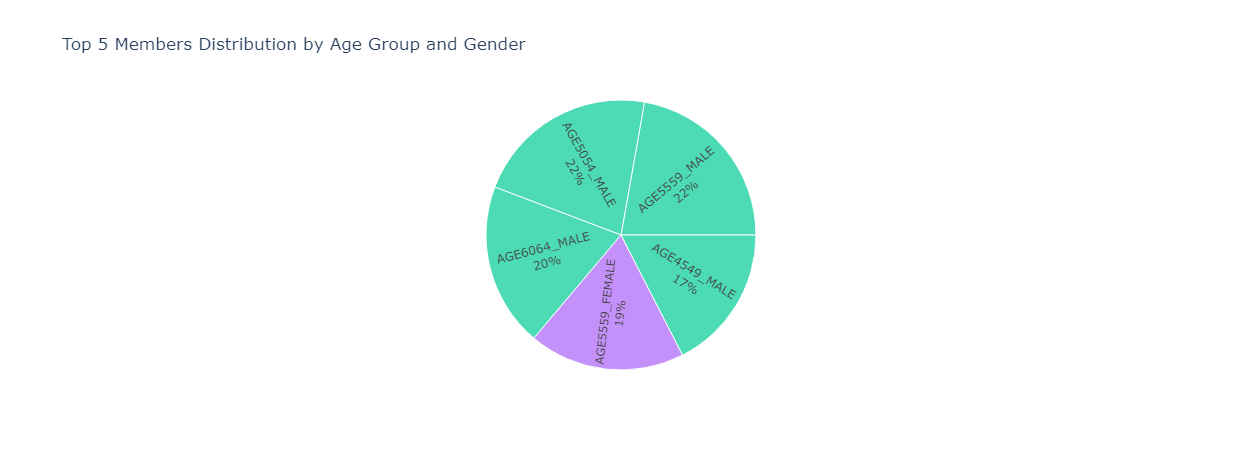 Top 5 Members Distribution by Age Group and Gender
AGE5054_MALE
22%
AGE5559_MALE
22%
AGE6064_MALE
20%
AGE4549_MALE
17%
AGE5559_FEMALE
19%